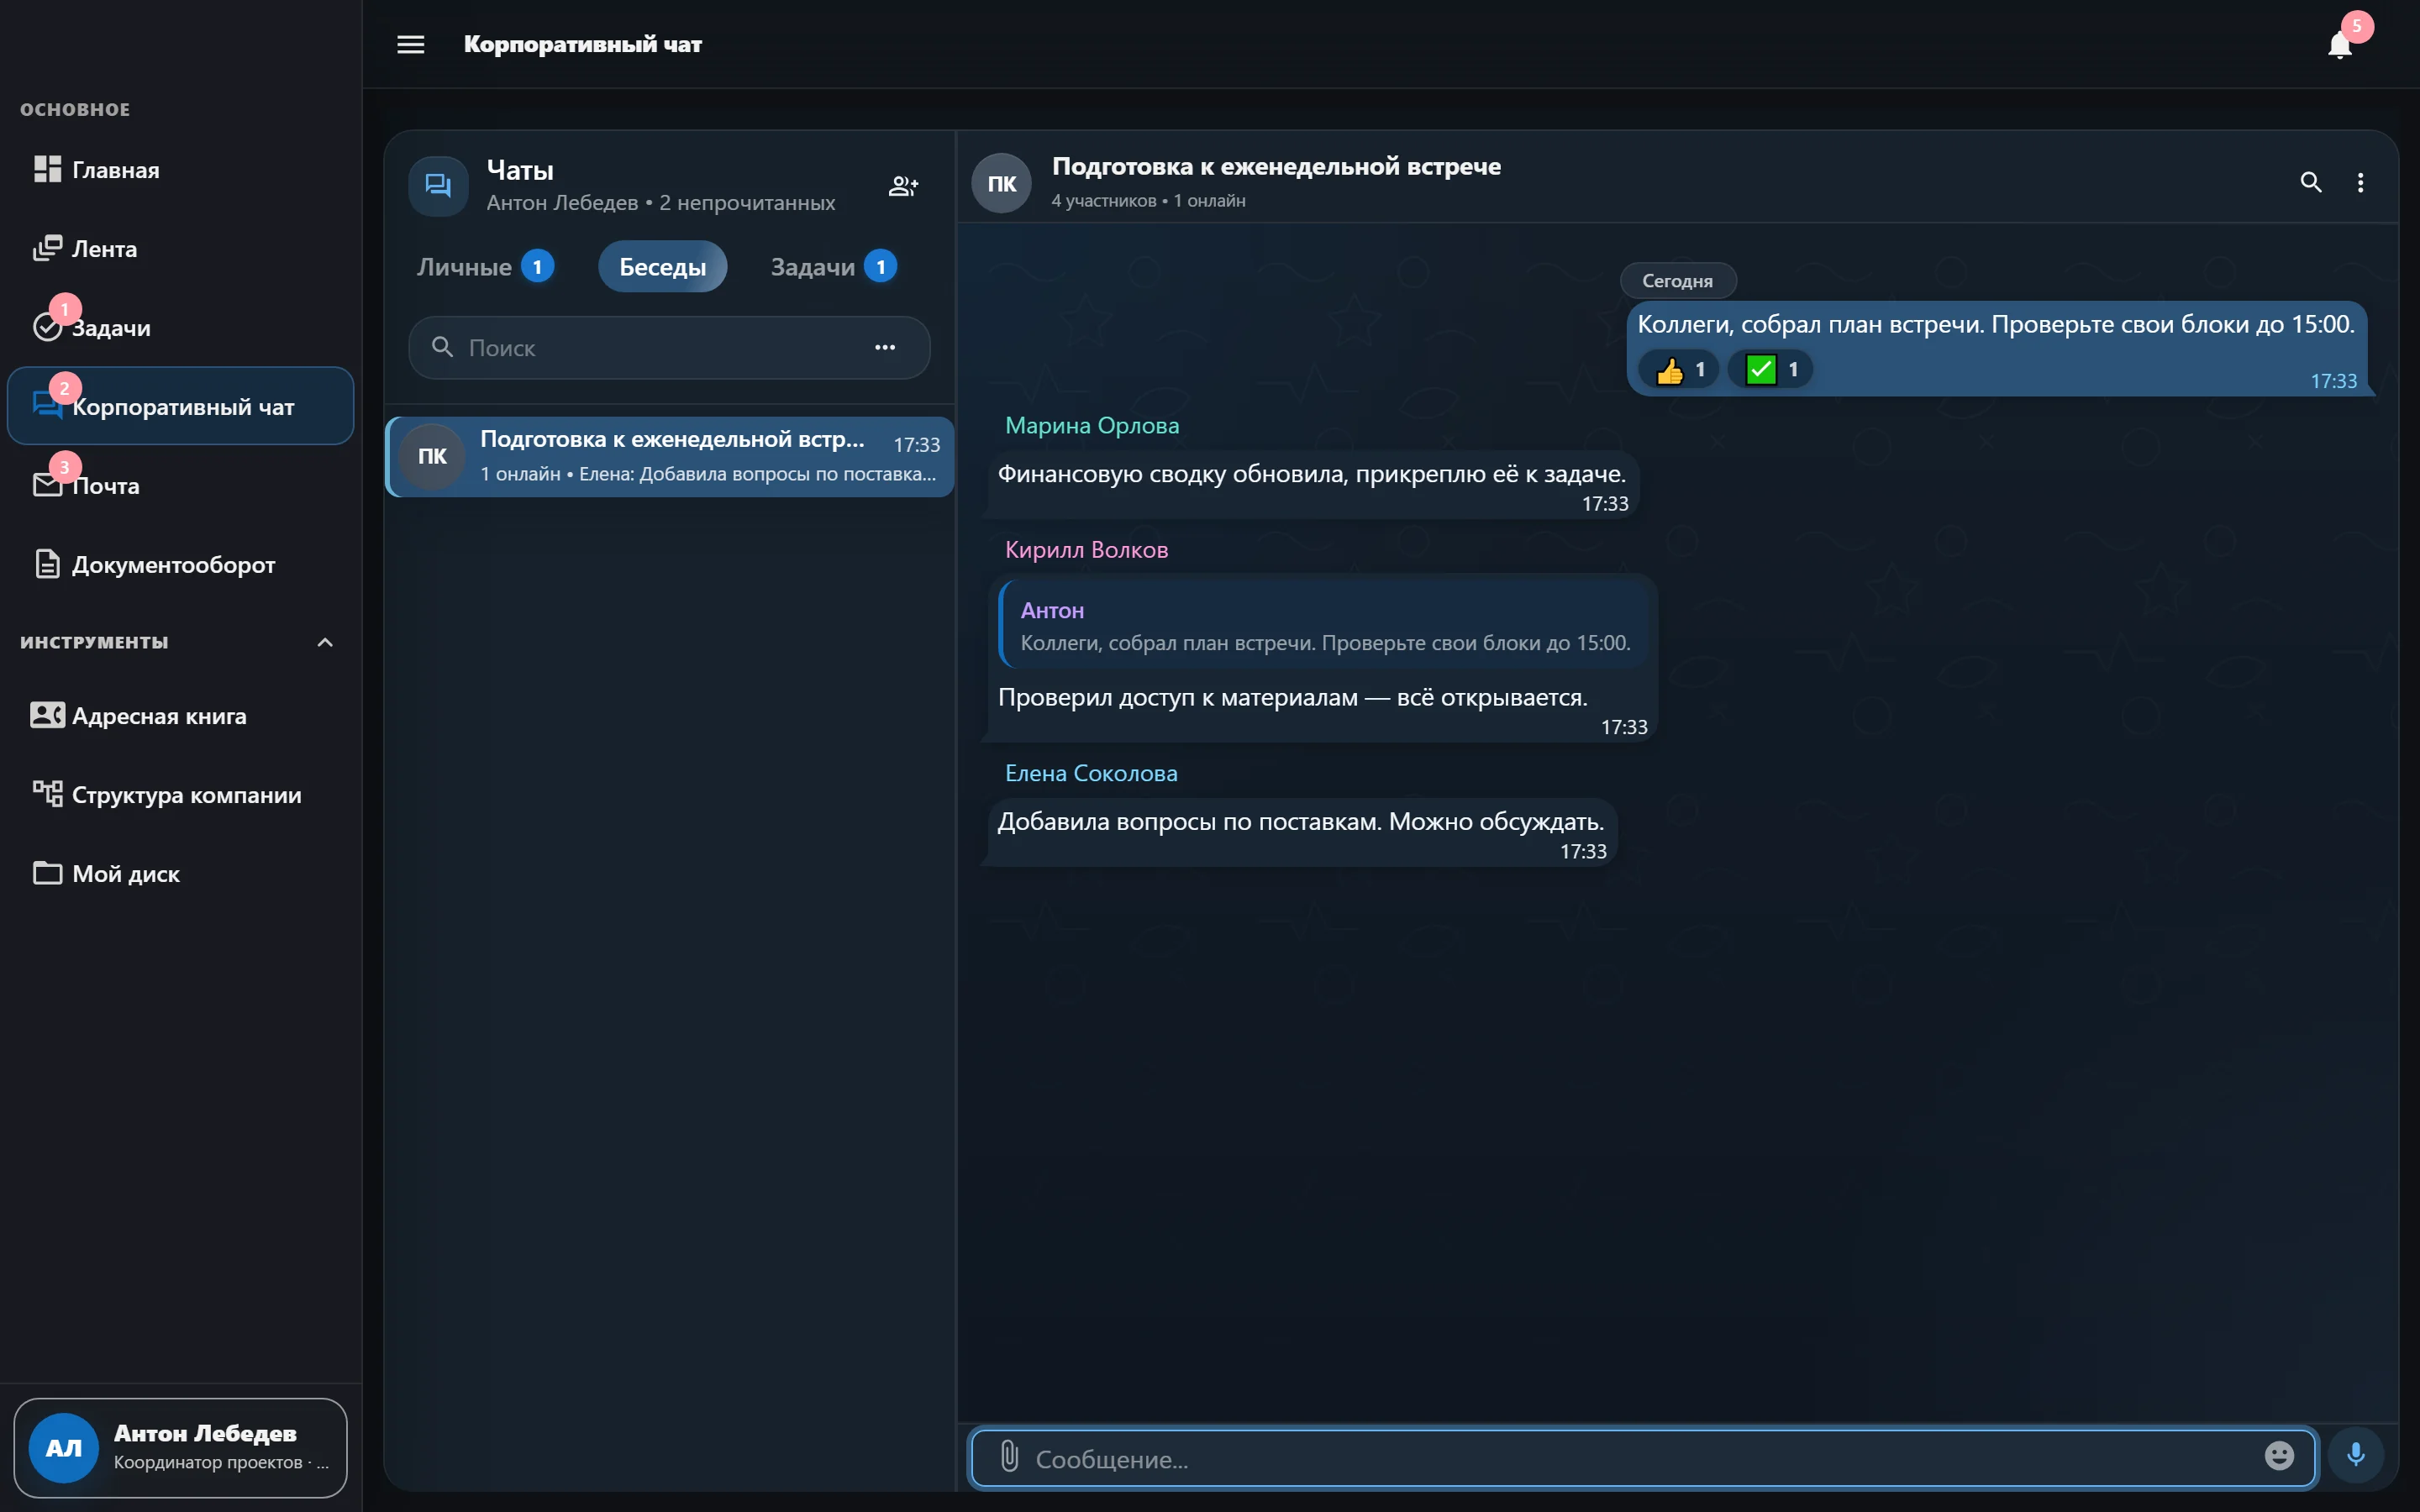 Корпоративный чат
5
ОСНОВНОЕ
Главная
Лента
1
Задачи
2
Корпоративный чат
3
Почта
Документооборот
ИНСТРУМЕНТЫ
Адресная книга
Структура компании
Мой диск
АЛ
Антон Лебедев
Координатор проектов · ...
Чаты
Антон Лебедев • 2 непрочитанных
Личные 1
Беседы
Задачи 1
Поиск
ПК
Подготовка к еженедельной встр... 17:33
1 онлайн • Елена: Добавила вопросы по поставка...
ПК
Подготовка к еженедельной встрече
4 участников • 1 онлайн
Сегодня
Коллеги, собрал план встречи. Проверьте свои блоки до 15:00.
👍 1 ✅ 1
17:33
Марина Орлова
Финансовую сводку обновила, прикреплю её к задаче.
17:33
Кирилл Волков
Антон
Коллеги, собрал план встречи. Проверьте свои блоки до 15:00.
Проверил доступ к материалам — всё открывается.
17:33
Елена Соколова
Добавила вопросы по поставкам. Можно обсуждать.
17:33
Сообщение...